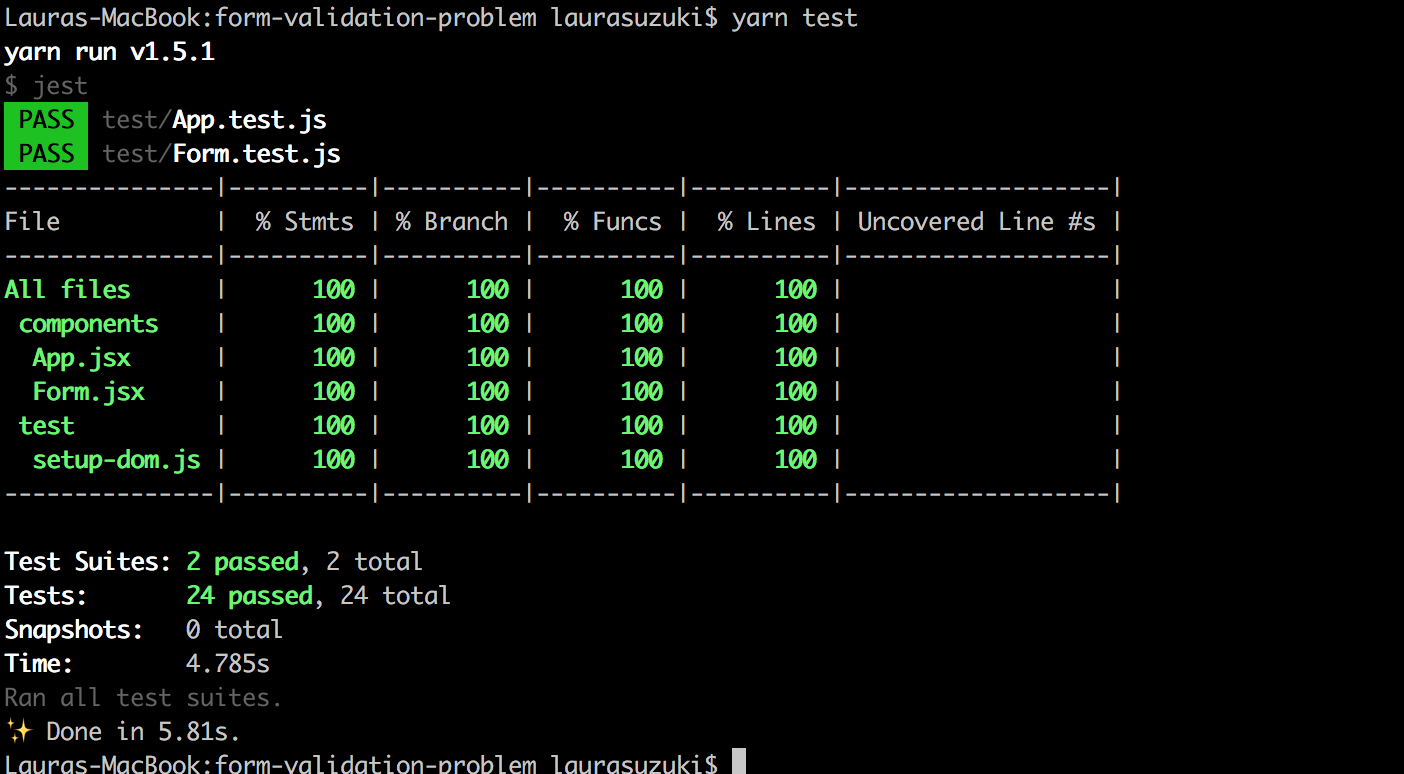 Lauras-MacBook:form-validation-problem laurasuzuki$ yarn test
yarn run v1.5.1
$ jest
PASS test/App.test.js
PASS test/Form.test.js
---------------|----------|----------|----------|----------|-------------------|
File           |  % Stmts | % Branch |  % Funcs |  % Lines | Uncovered Line #s |
---------------|----------|----------|----------|----------|-------------------|
All files      |      100 |      100 |      100 |      100 |                   |
 components    |      100 |      100 |      100 |      100 |                   |
  App.jsx      |      100 |      100 |      100 |      100 |                   |
  Form.jsx     |      100 |      100 |      100 |      100 |                   |
 test          |      100 |      100 |      100 |      100 |                   |
  setup-dom.js |      100 |      100 |      100 |      100 |                   |
---------------|----------|----------|----------|----------|-------------------|
Test Suites: 2 passed, 2 total
Tests:       24 passed, 24 total
Snapshots:   0 total
Time:        4.785s
Ran all test suites.
✨ Done in 5.81s.
Lauras-MacBook:form-validation-problem laurasuzuki$